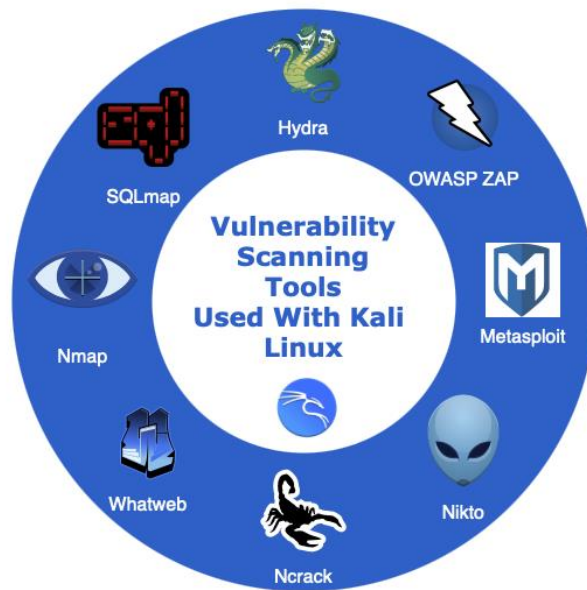 Hydra
OWASP ZAP
SQLmap
Vulnerability
Scanning
Tools
Used With Kali
Linux
Nmap
Metasploit
Whatweb
Nikto
Ncrack